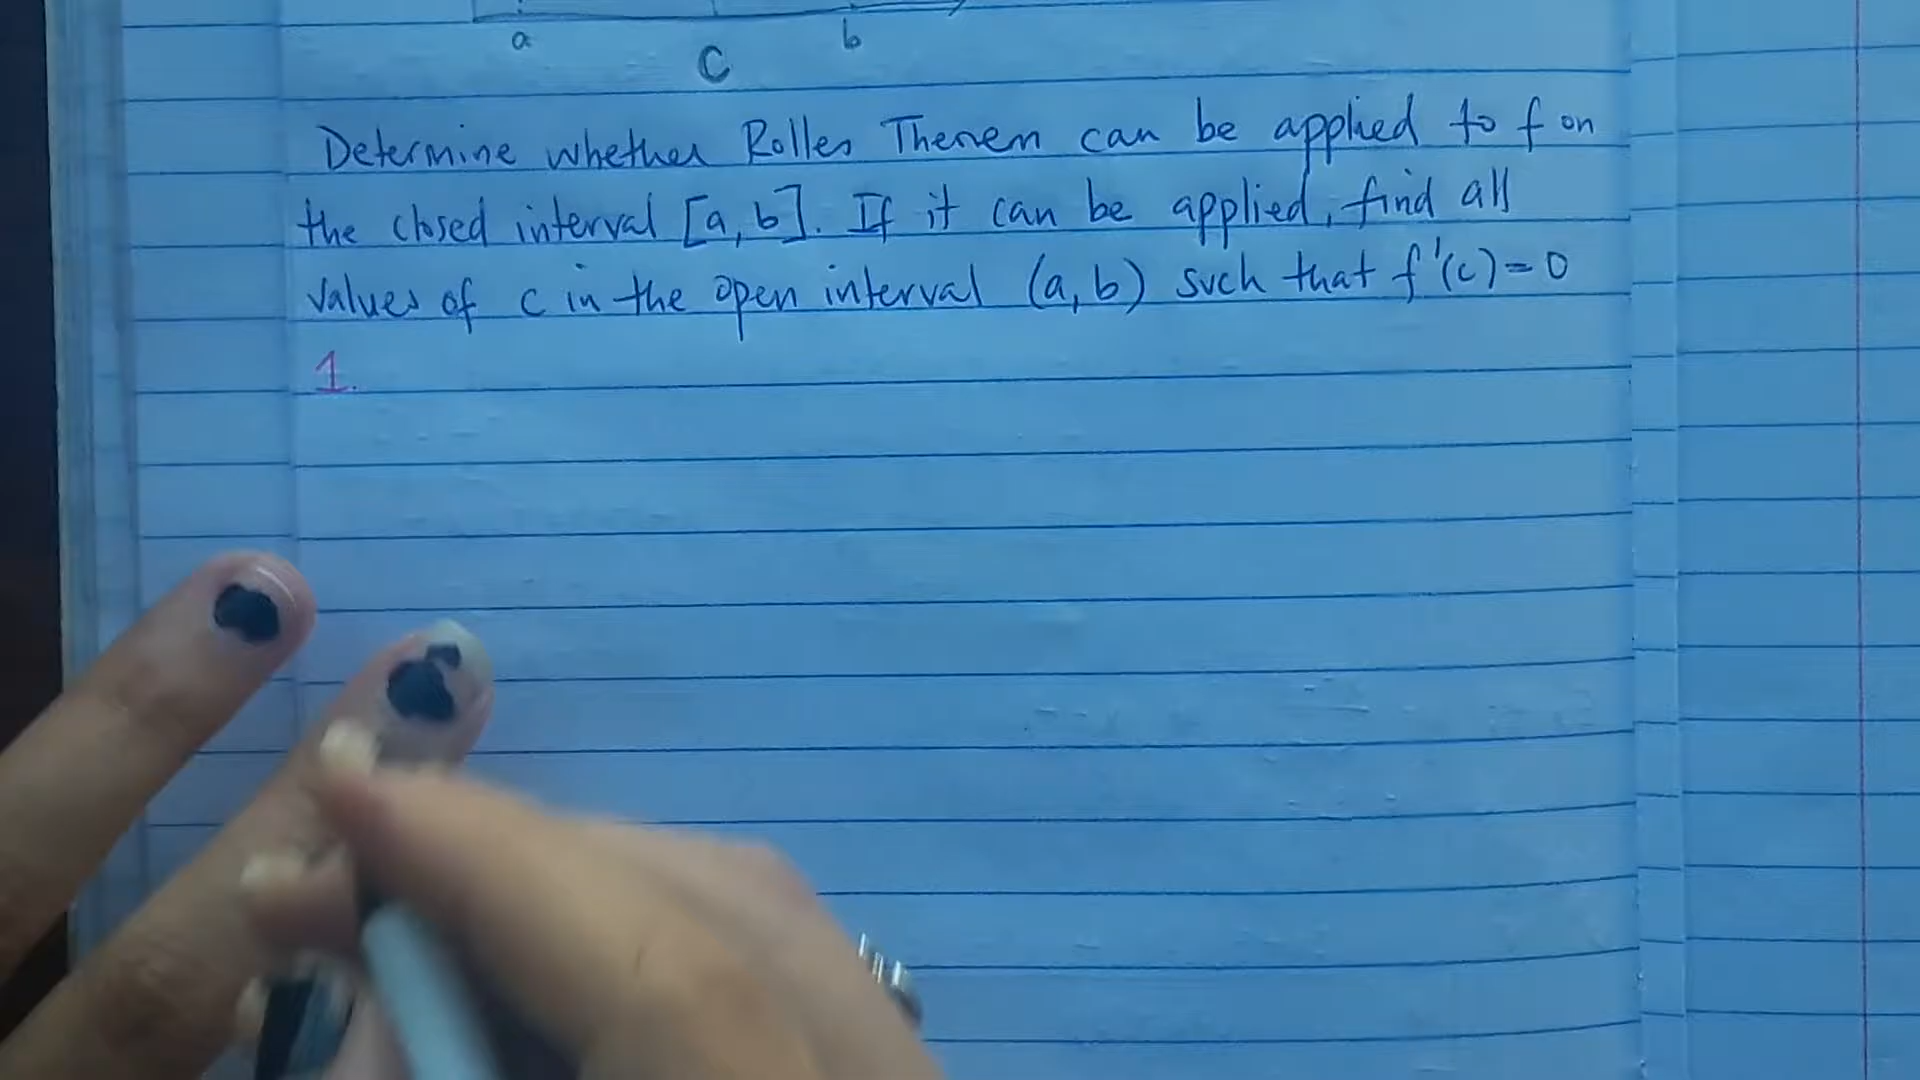 a b
C
Determine whether Rolles Therem can be applied to f on
the closed interval [a, b]. If it can be applied, find all
values of c in the open interval (a, b) such that f'(c) = 0
1.